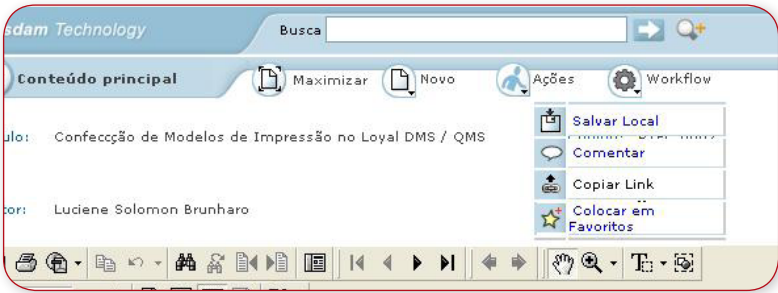 sdam Technology
Busca
Conteúdo principal
Maximizar
Novo
Ações
Workflow
Salvar Local
ulo: Confeccção de Modelos de Impressão no Loyal DMS / QMS
Comentar
Copiar Link
tor: Luciene Solomon Brunharo
Colocar em
Favoritos